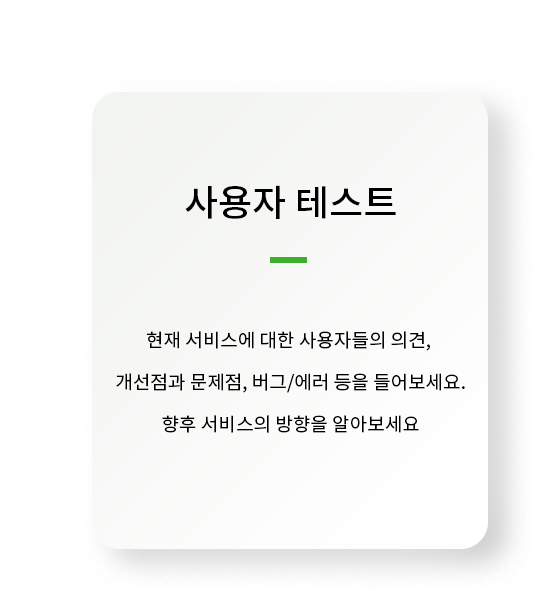 사용자 테스트
현재 서비스에 대한 사용자들의 의견,
개선점과 문제점, 버그/에러 등을 들어보세요.
향후 서비스의 방향을 알아보세요